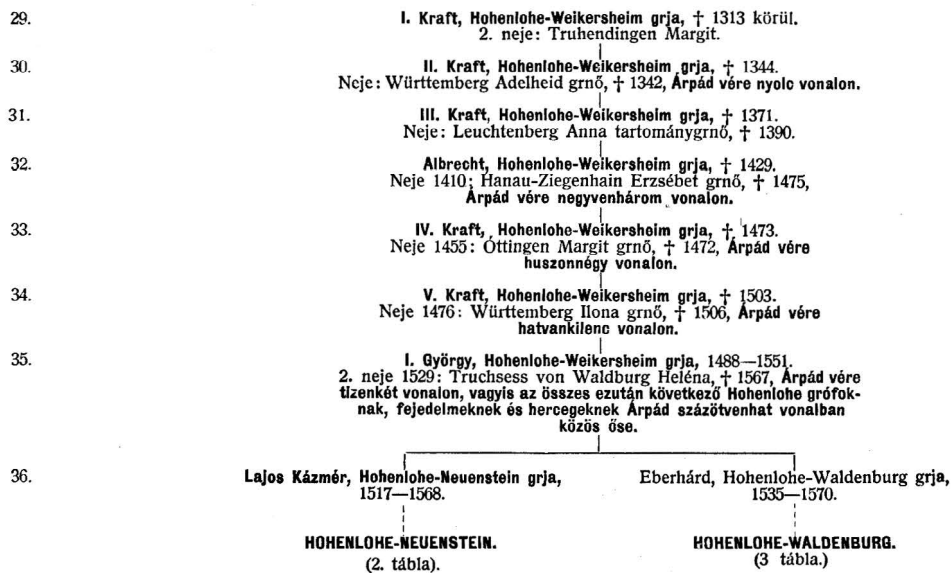 29. I. Kraft, Hohenlohe-Weikersheim grja, † 1313 körül.
2. neje: Truhendingen Margit.
30. II. Kraft, Hohenlohe-Weikersheim grja, † 1344.
Neje: Württemberg Adelheid grnő, † 1342, Árpád vére nyolc vonalon.
31. III. Kraft, Hohenlohe-Weikersheim grja, † 1371.
Neje: Leuchtenberg Anna tartománygrnő, † 1390.
32. Albrecht, Hohenlohe-Weikersheim grja, † 1429.
Neje 1410: Hanau-Ziegenhain Erzsébet grnő, † 1475,
Árpád vére negyvenhárom vonalon.
33. IV. Kraft, Hohenlohe-Weikersheim grja, † 1473.
Neje 1455: Öttingen Margit grnő, † 1472, Árpád vére
huszonnégy vonalon.
34. V. Kraft, Hohenlohe-Weikersheim grja, † 1503.
Neje 1476: Württemberg Ilona grnő, † 1506, Árpád vére
hatvankilenc vonalon.
35. I. György, Hohenlohe-Weikersheim grja, 1488—1551.
2. neje 1529: Truchsess von Waldburg Heléna, † 1567, Árpád vére
tizenkét vonalon, vagyis az összes ezután következő Hohenlohe grófok-
nak, fejedelmeknek és hercegeknek Árpád százötvenhat vonalban
közös őse.
36. Lajos Kázmér, Hohenlohe-Neuenstein grja, Eberhárd, Hohenlohe-Waldenburg grja,
1517—1568. 1535—1570.
HOHENLOHE-NEUENSTEIN. HOHENLOHE-WALDENBURG.
(2. tábla). (3 tábla.)